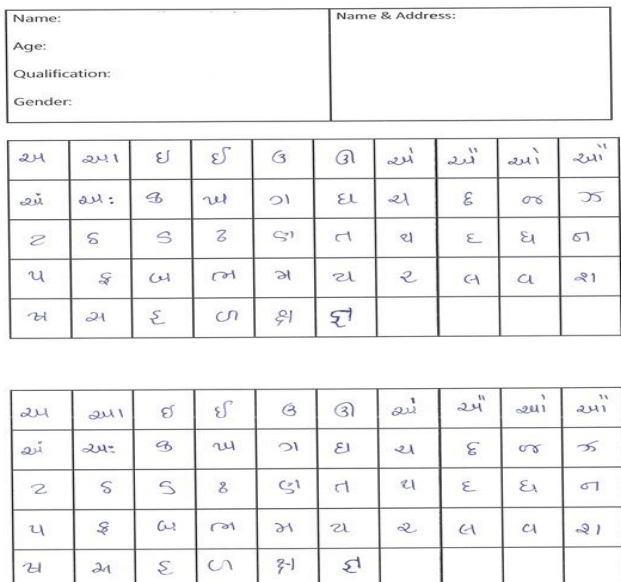 Name:
Name & Address:
Age:
Qualification:
Gender:
અ આ ઇ ઈ ઉ ઊ એ ઐ ઓ ઔ
અં અઃ ક ખ ગ ઘ ચ છ જ ઝ
ટ ઠ ડ ઢ ણ ત થ દ ધ ન
પ ફ બ ભ મ ય ર લ વ શ
ષ સ હ ળ ક્ષ જ્ઞ
અ આ ઇ ઈ ઉ ઊ એ ઐ ઓ ઔ
અં અઃ ક ખ ગ ઘ ચ છ જ ઝ
ટ ઠ ડ ઢ ણ ત થ દ ધ ન
પ ફ બ ભ મ ય ર લ વ શ
ષ સ હ ળ ક્ષ જ્ઞ